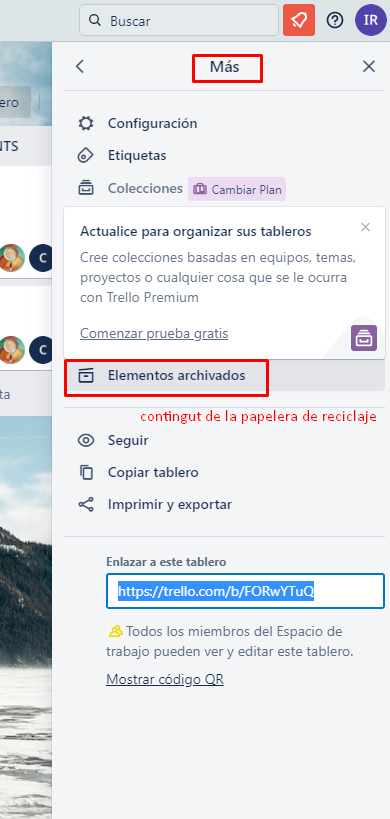 Buscar
IR
Más
ero
NTS
Configuración
Etiquetas
Colecciones Cambiar Plan
Actualice para organizar sus tableros
Cree colecciones basadas en equipos, temas,
proyectos o cualquier cosa que se le ocurra
con Trello Premium
C
Comenzar prueba gratis
C
Elementos archivados
ta
contingut de la papelera de reciclaje
Seguir
Copiar tablero
Imprimir y exportar
Enlazar a este tablero
https://trello.com/b/FORwYTuQ
Todos los miembros del Espacio de
trabajo pueden ver y editar este tablero.
Mostrar código QR